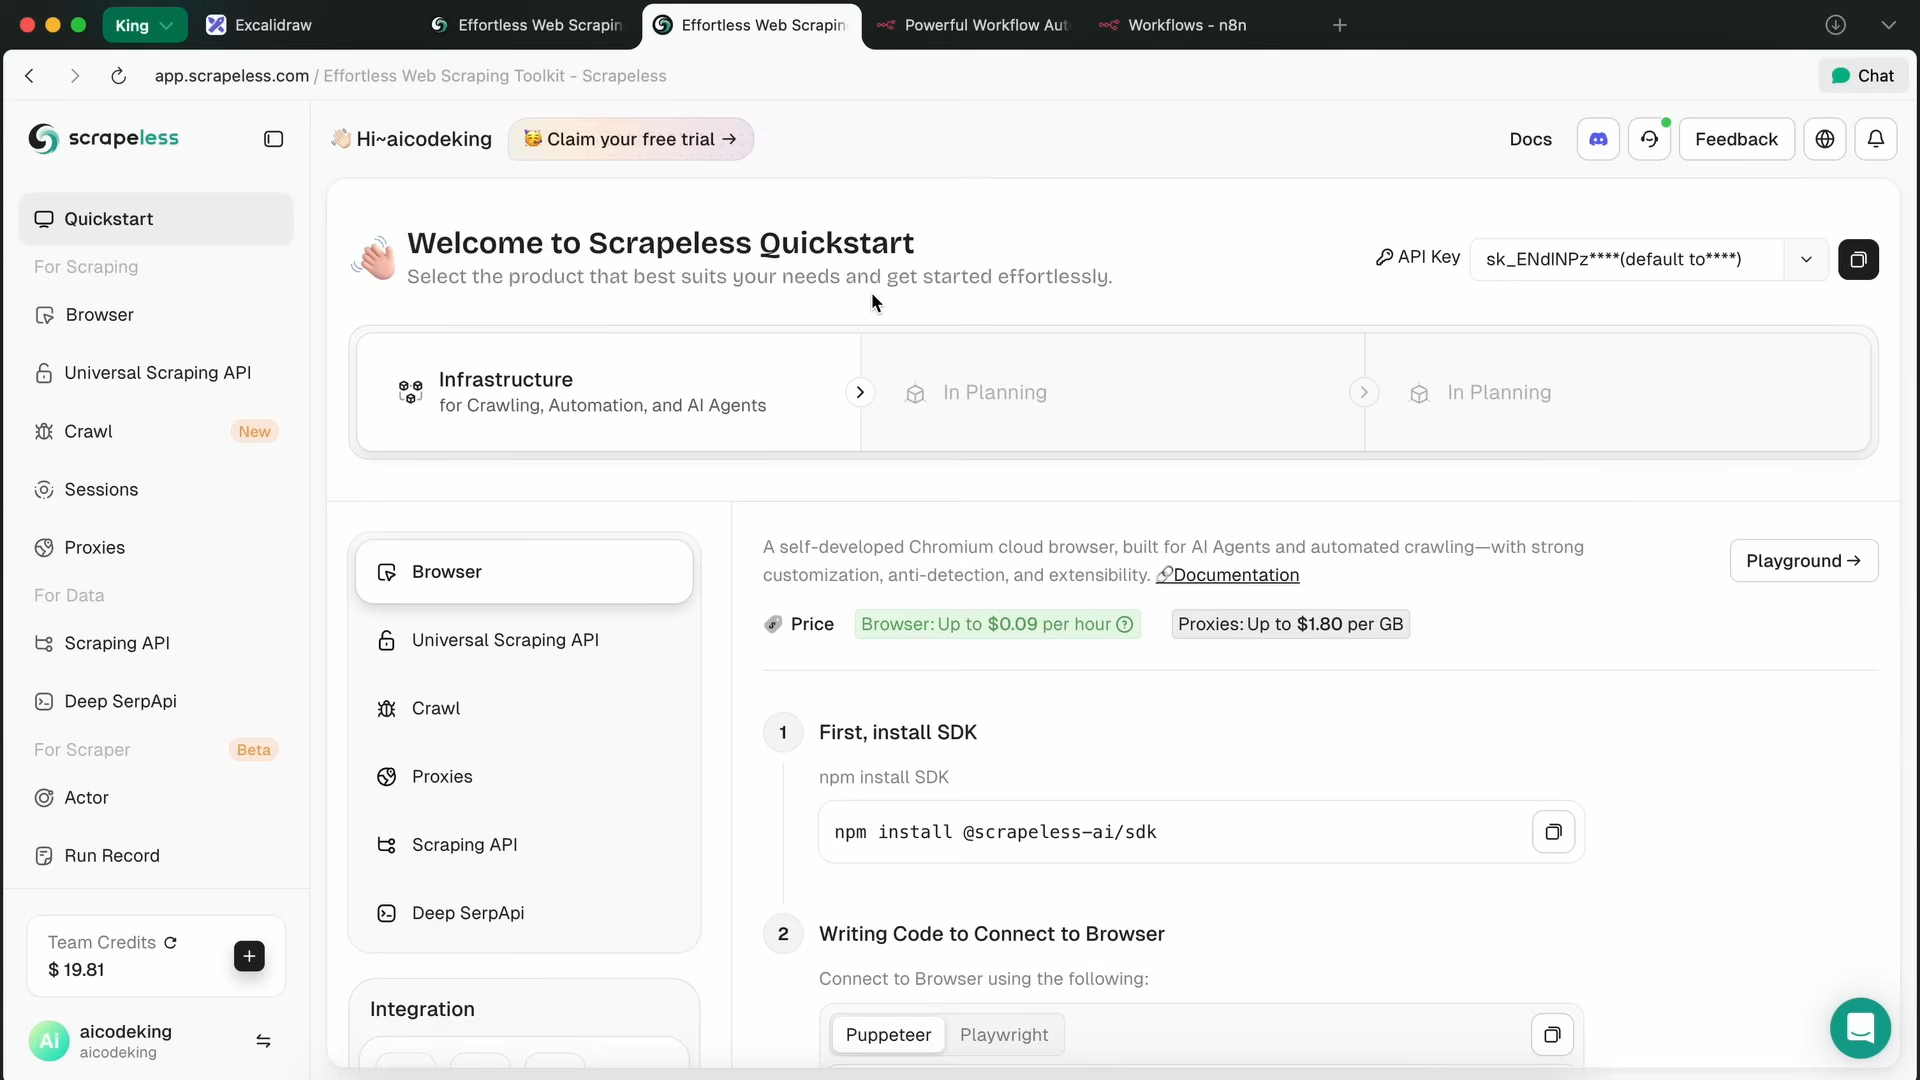 King
Excalidraw
Effortless Web Scrapin
Effortless Web Scrapin
Powerful Workflow Aut
Workflows - n8n
app.scrapeless.com / Effortless Web Scraping Toolkit - Scrapeless
Chat
scrapeless
Hi~aicodeking
Claim your free trial →
Docs
Feedback
Quickstart
For Scraping
Browser
Universal Scraping API
Crawl
New
Sessions
Proxies
For Data
Scraping API
Deep SerpApi
For Scraper
Beta
Actor
Run Record
Team Credits
$ 19.81
Ai
aicodeking
aicodeking
Welcome to Scrapeless Quickstart
Select the product that best suits your needs and get started effortlessly.
API Key
sk_ENdINPz****(default to****)
Infrastructure
for Crawling, Automation, and AI Agents
In Planning
In Planning
Browser
Universal Scraping API
Crawl
Proxies
Scraping API
Deep SerpApi
Integration
A self-developed Chromium cloud browser, built for AI Agents and automated crawling—with strong
customization, anti-detection, and extensibility. Documentation
Playground →
Price
Browser: Up to $0.09 per hour
Proxies: Up to $1.80 per GB
1
First, install SDK
npm install SDK
npm install @scrapeless-ai/sdk
2
Writing Code to Connect to Browser
Connect to Browser using the following:
Puppeteer
Playwright